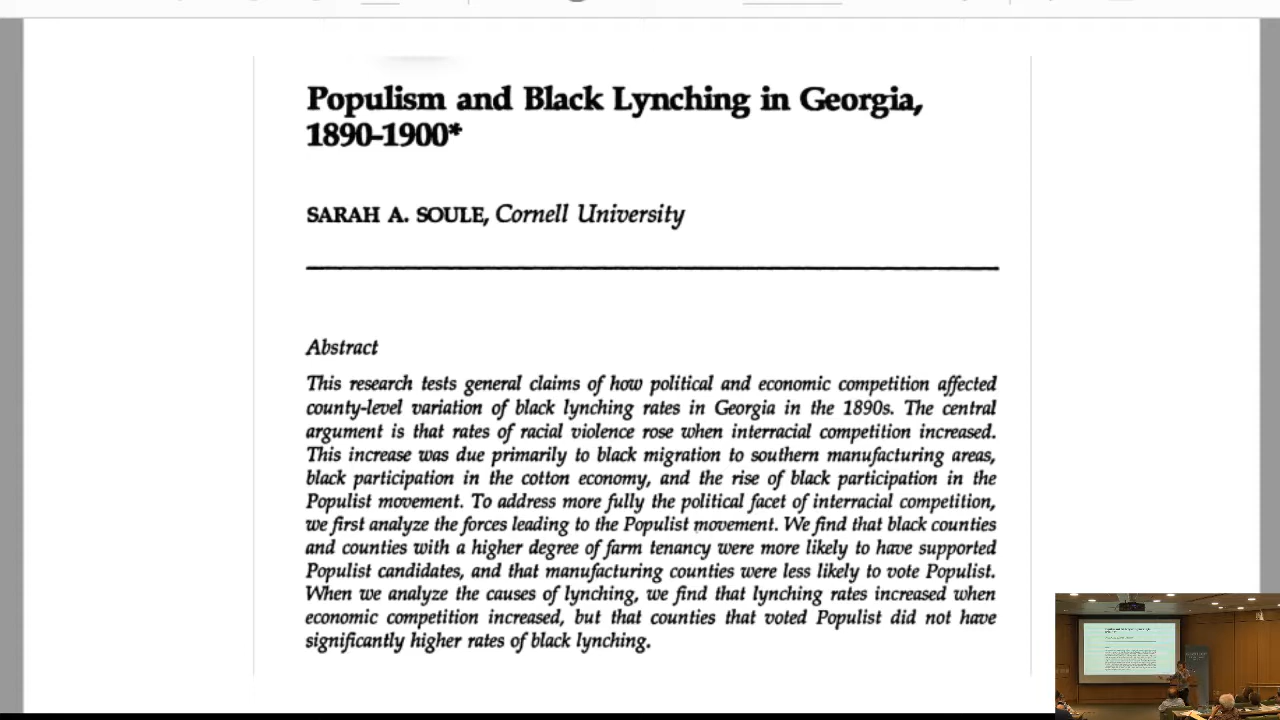 Populism and Black Lynching in Georgia,
1890-1900*
SARAH A. SOULE, Cornell University
Abstract
This research tests general claims of how political and economic competition affected
county-level variation of black lynching rates in Georgia in the 1890s. The central
argument is that rates of racial violence rose when interracial competition increased.
This increase was due primarily to black migration to southern manufacturing areas,
black participation in the cotton economy, and the rise of black participation in the
Populist movement. To address more fully the political facet of interracial competition,
we first analyze the forces leading to the Populist movement. We find that black counties
and counties with a higher degree of farm tenancy were more likely to have supported
Populist candidates, and that manufacturing counties were less likely to vote Populist.
When we analyze the causes of lynching, we find that lynching rates increased when
economic competition increased, but that counties that voted Populist did not have
significantly higher rates of black lynching.